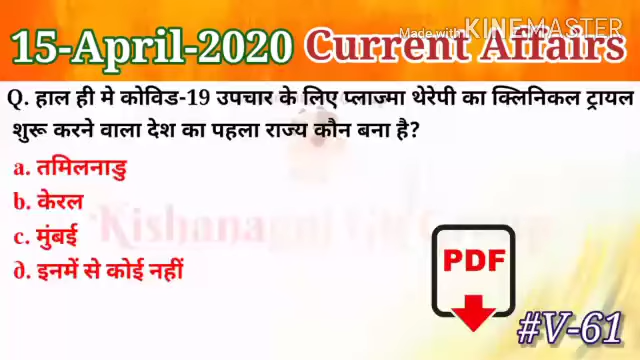 Made with KINEMASTER
15-April-2020 Current Affairs
Q. हाल ही मे कोविड-19 उपचार के लिए प्लाज्मा थेरेपी का क्लिनिकल ट्रायल
शुरू करने वाला देश का पहला राज्य कौन बना है?
a. तमिलनाडु
b. केरल
c. मुंबई
d. इनमें से कोई नहीं
PDF
#V-61